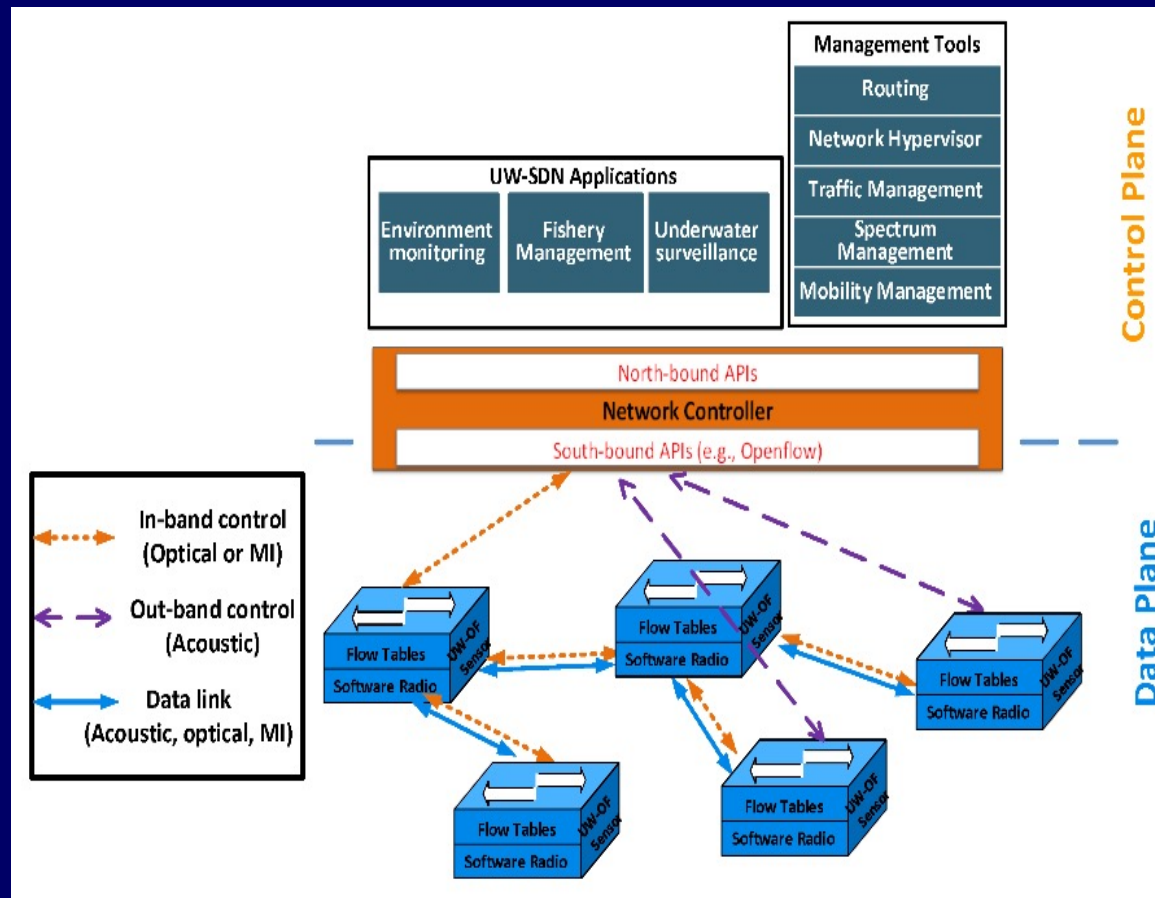 Management Tools
Routing
Network Hypervisor
Traffic Management
Spectrum
Management
Mobility Management
UW-SDN Applications
Environment
monitoring
Fishery
Management
Underwater
surveillance
Control Plane
North-bound APIs
Network Controller
South-bound APIs (e.g., Openflow)
In-band control
(Optical or MI)
Out-band control
(Acoustic)
Data link
(Acoustic, optical, MI)
Data Plane
Flow Tables
Software Radio
UW-OF
Sensor
Flow Tables
Software Radio
UW-OF
Sensor
Flow Tables
Software Radio
UW-OF
Sensor
Flow Tables
Software Radio
UW-OF
Sensor
Flow Tables
Software Radio
UW-OF
Sensor